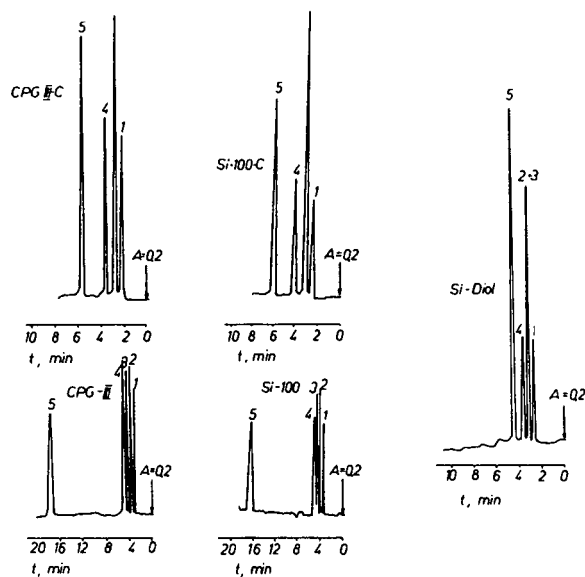 5
CPG III-C
4
1
A=0.2
10 8 6 4 2 0
t, min
5
Si-100-C
4
1
A=0.2
10 8 6 4 2 0
t, min
5
2+3
Si-Diol
4
1
A=0.2
10 8 6 4 2 0
t, min
CPG-III
5
4
3
2
1
A=0.2
20 16 12 8 4 0
t, min
Si-100
5
4
3
2
1
A=0.2
20 16 12 8 4 0
t, min